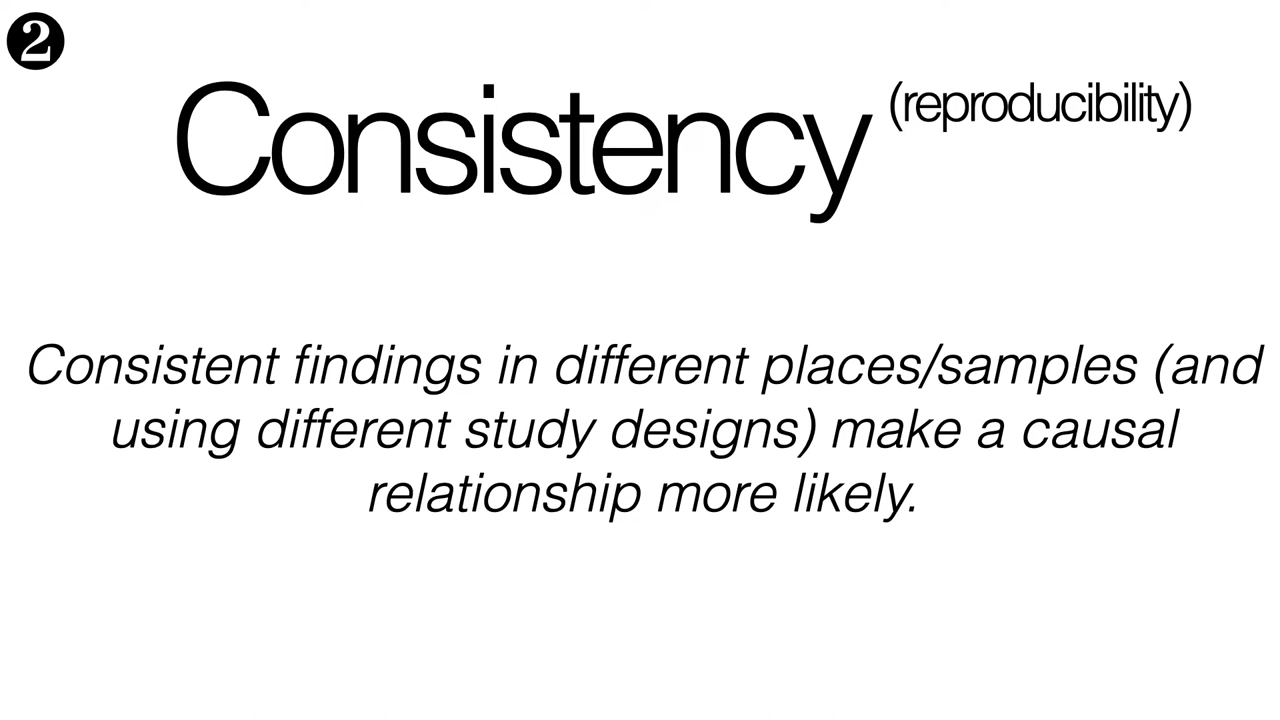 ❷
Consistency (reproducibility)
Consistent findings in different places/samples (and
using different study designs) make a causal
relationship more likely.